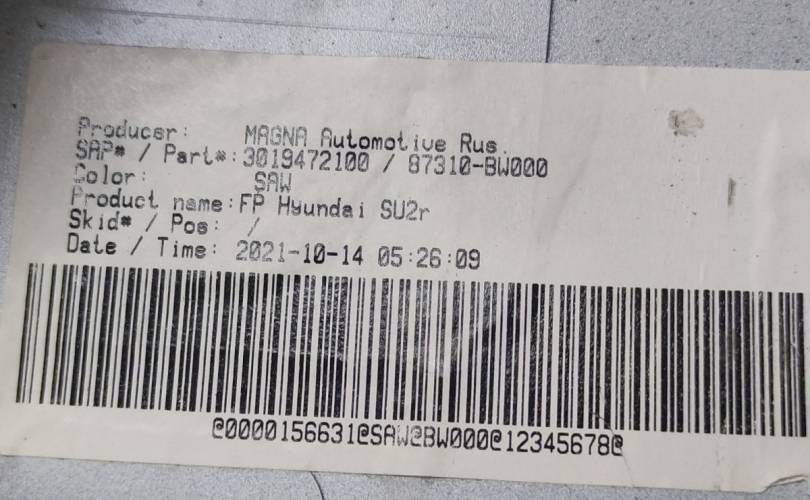 Producer: MAGNA Automotive Rus.
SAP# / Part#: 3019472100 / 87310-BW000
Color: SAW
Product name: FP Hyundai SU2r
Skid# / Pos: /
Date / Time: 2021-10-14 05:26:09
@0000156631@SAW@BW000@12345678@